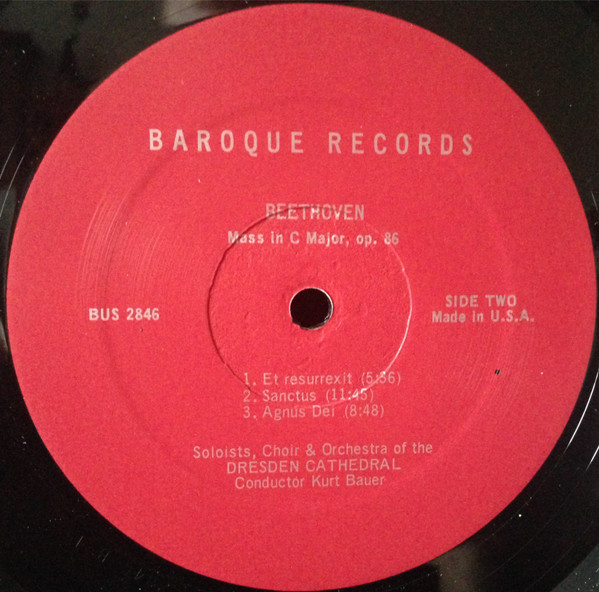 BAROQUE RECORDS
BEETHOVEN
Mass in C Major, op. 86
BUS 2846
SIDE TWO
Made in U.S.A.
1. Et resurrexit (5:36)
2. Sanctus (11:45)
3. Agnus Dei (8:48)
Soloists, Choir & Orchestra of the
DRESDEN CATHEDRAL
Conductor Kurt Bauer